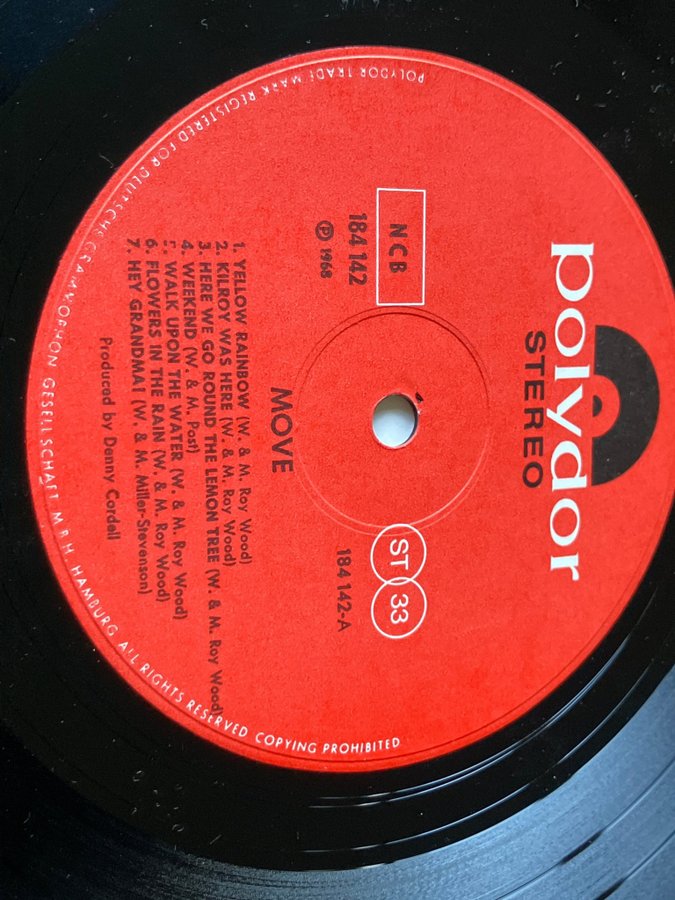 polydor
STEREO
NCB
184 142
Ⓟ 1968
ST 33
184 142-A
MOVE
1. YELLOW RAINBOW (W. & M. Roy Wood)
2. KILROY WAS HERE (W. & M. Roy Wood)
3. HERE WE GO ROUND THE LEMON TREE (W. & M. Roy Wood)
4. WEEKEND (W. & M. Post)
5. WALK UPON THE WATER (W. & M. Roy Wood)
6. FLOWERS IN THE RAIN (W. & M. Roy Wood)
7. HEY GRANDMA! (W. & M. Miller-Stevenson)
Produced by Denny Cordell
POLYDOR TRADE MARK REGISTERED FOR DEUTSCHE GRAMMOPHON GESELLSCHAFT M.B.H. HAMBURG ALL RIGHTS RESERVED COPYING PROHIBITED